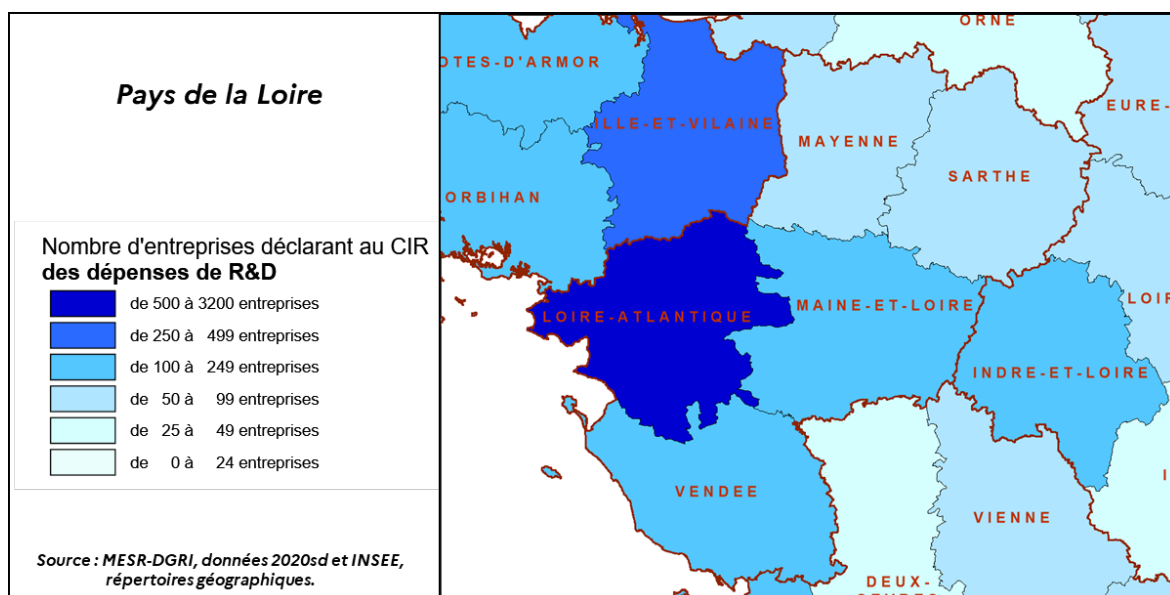 Pays de la Loire
Nombre d'entreprises déclarant au CIR
des dépenses de R&D
de 500 à 3200 entreprises
de 250 à 499 entreprises
de 100 à 249 entreprises
de 50 à 99 entreprises
de 25 à 49 entreprises
de 0 à 24 entreprises
Source : MESR-DGRI, données 2020sd et INSEE,
répertoires géographiques.
ORNE
OTES-D'ARMOR
EURE-
ILLE-ET-VILAINE
MAYENNE
SARTHE
ORBIHAN
LOIR
MAINE-ET-LOIRE
LOIRE-ATLANTIQUE
INDRE-ET-LOIRE
I
VENDEE
VIENNE
DEUX-